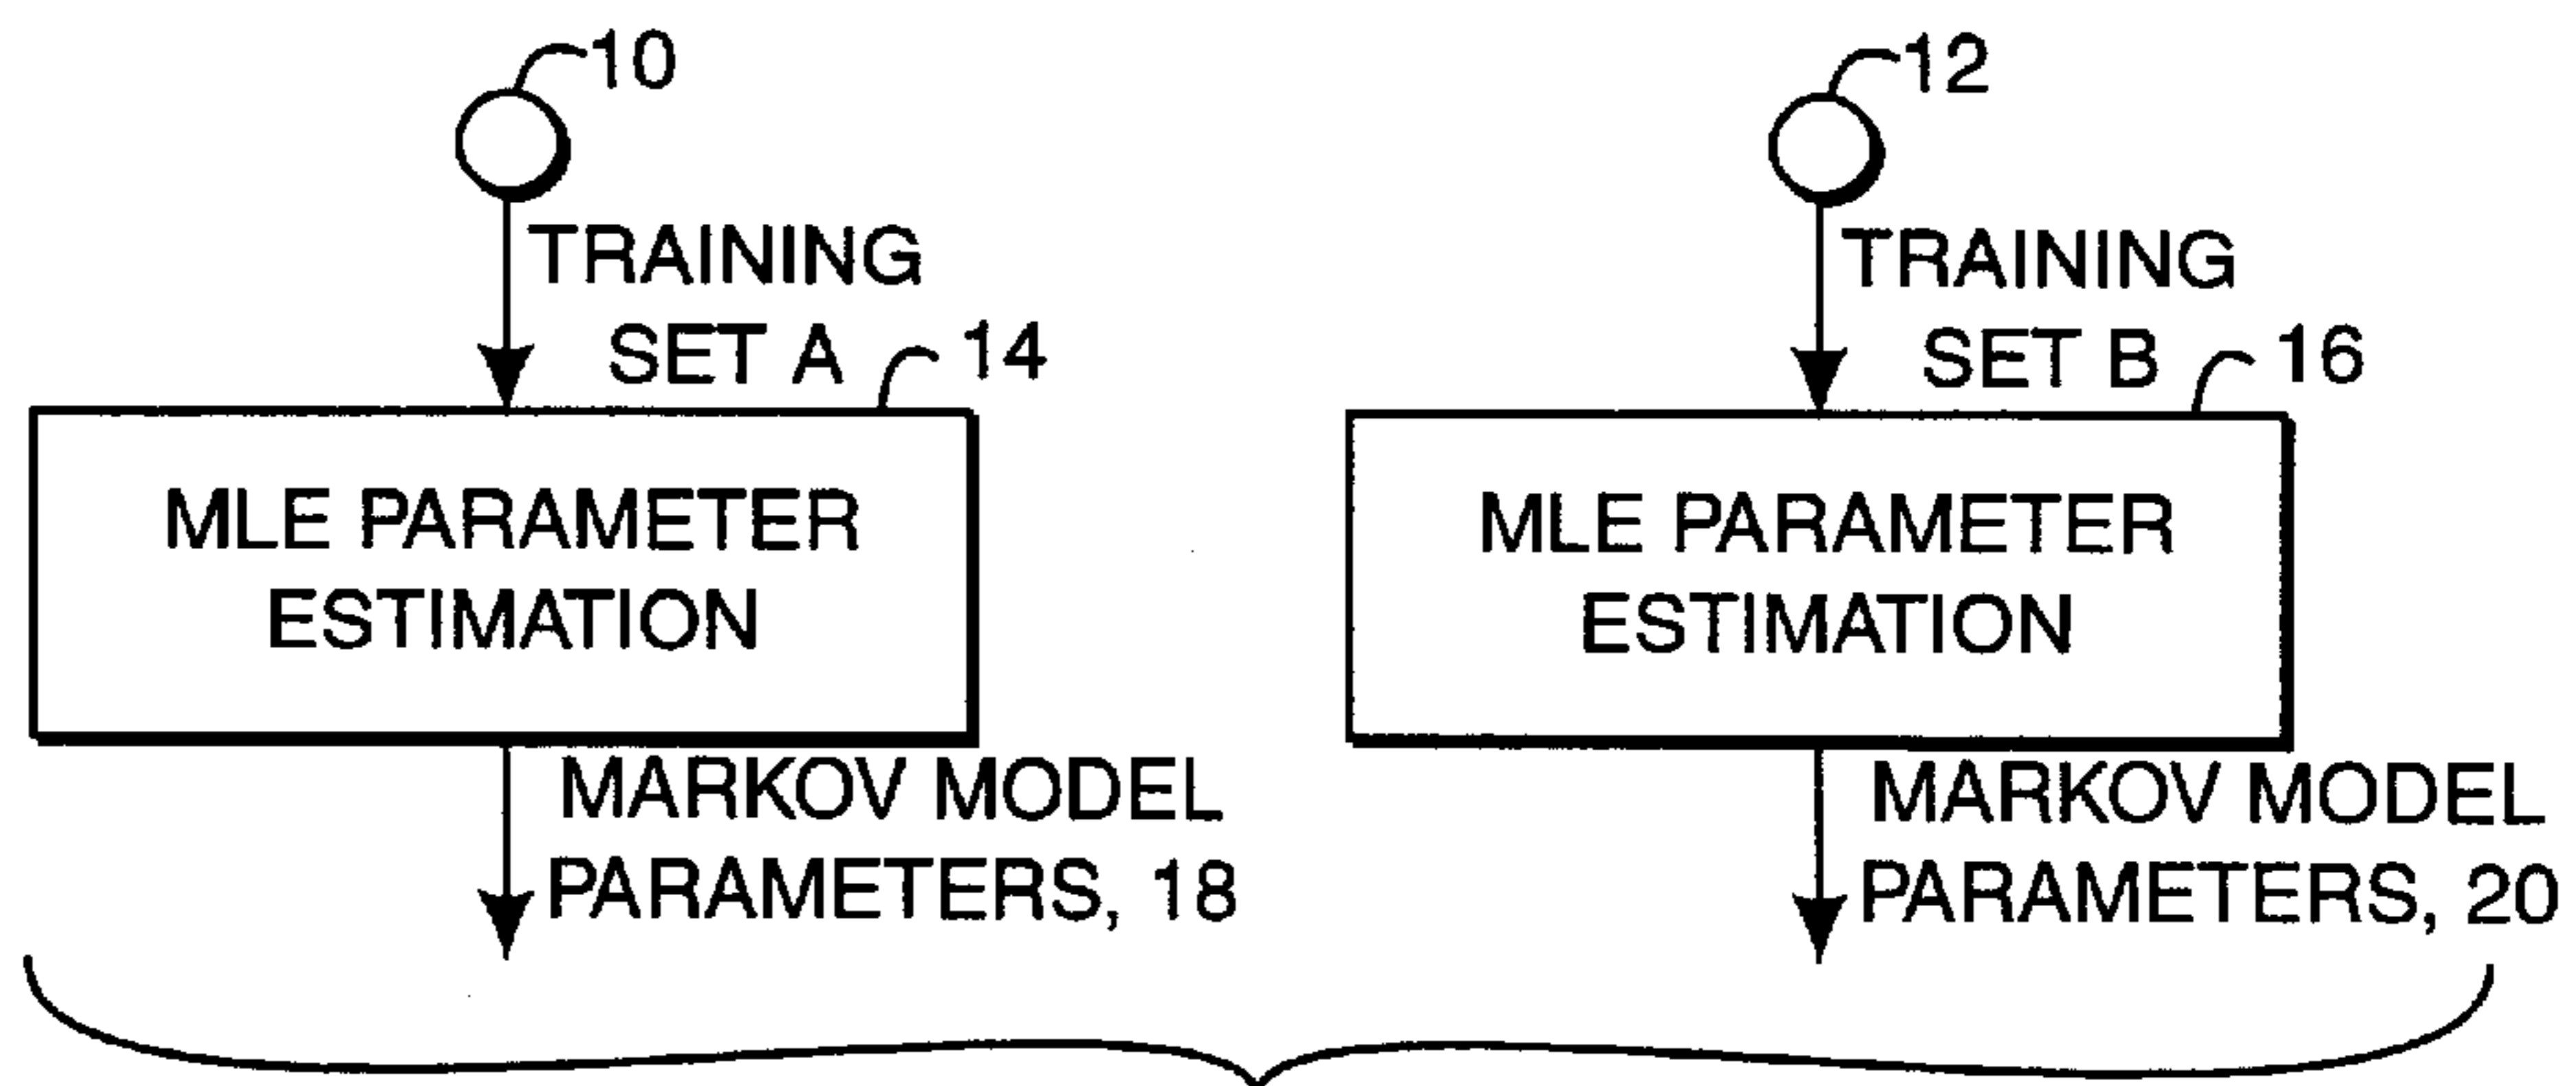 10
TRAINING
SET A
14
MLE PARAMETER
ESTIMATION
MARKOV MODEL
PARAMETERS, 18
12
TRAINING
SET B
16
MLE PARAMETER
ESTIMATION
MARKOV MODEL
PARAMETERS, 20